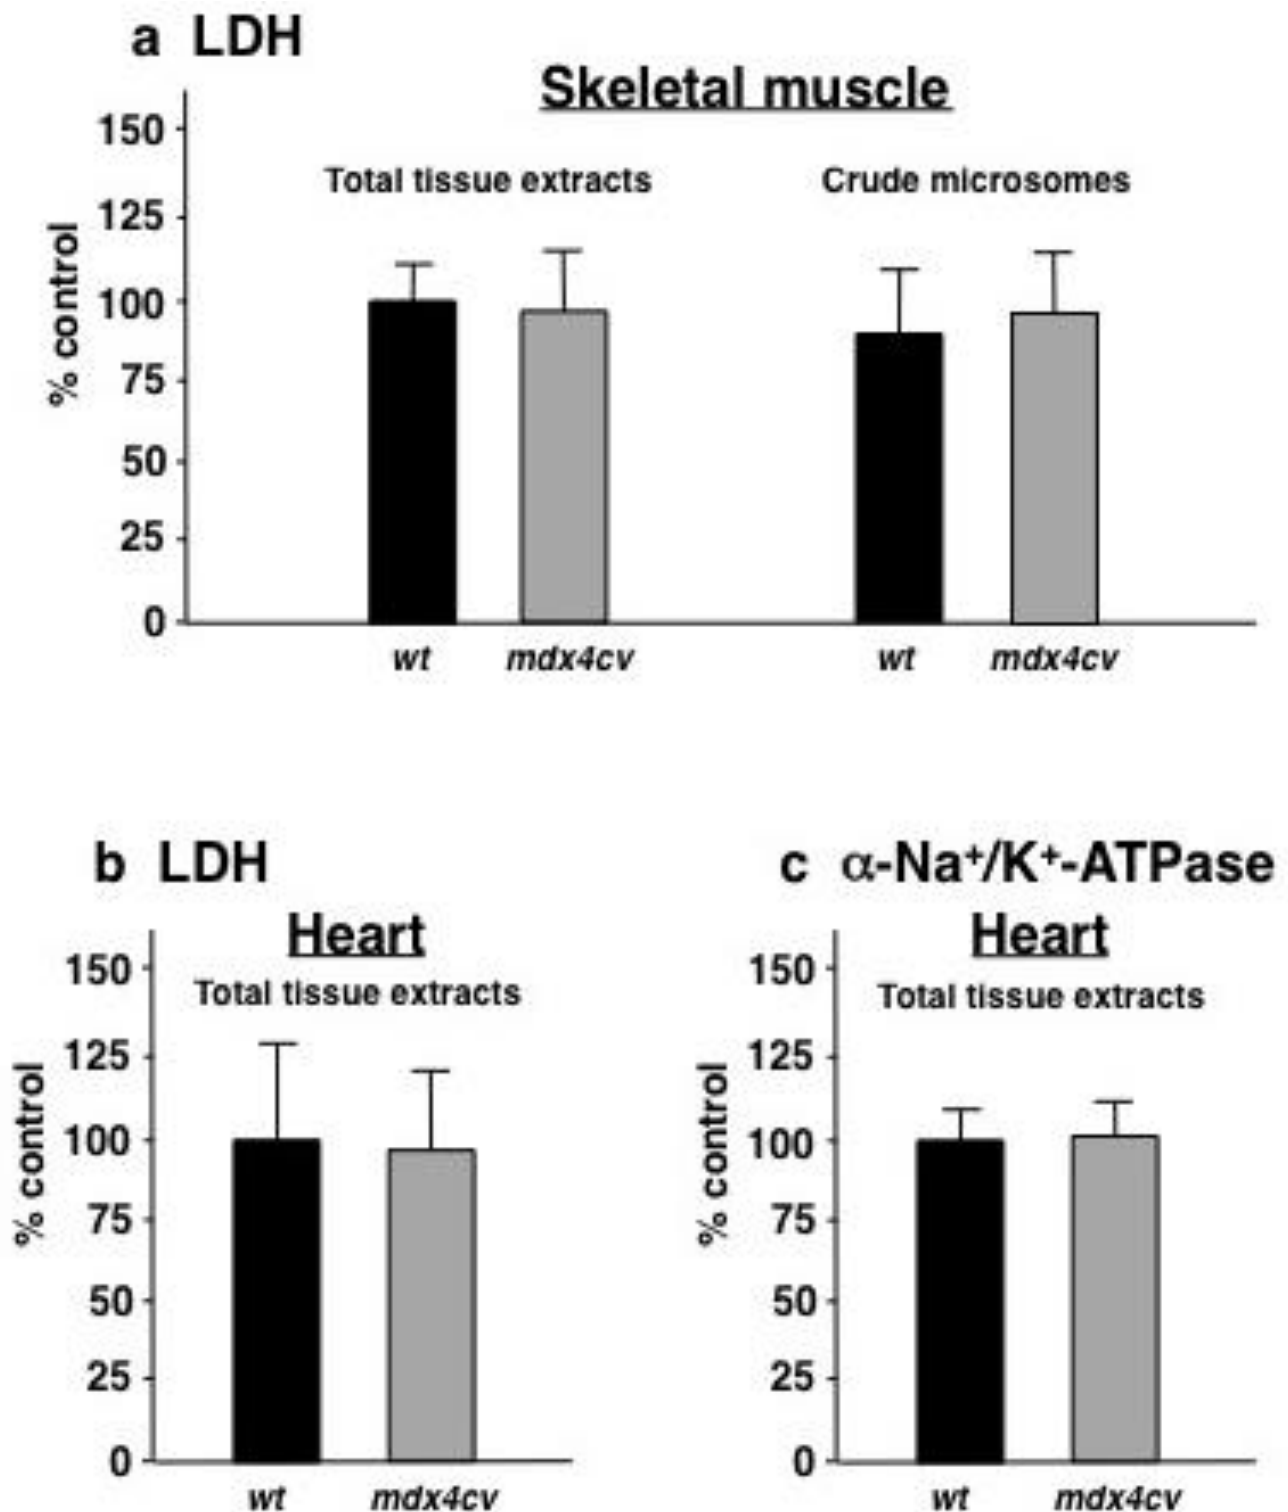 a LDH
Skeletal muscle
Total tissue extracts
Crude microsomes
% control
150
125
100
75
50
25
0
wt
mdx4cv
wt
mdx4cv
b LDH
Heart
Total tissue extracts
% control
150
125
100
75
50
25
0
wt
mdx4cv
c α-Na⁺/K⁺-ATPase
Heart
Total tissue extracts
% control
150
125
100
75
50
25
0
wt
mdx4cv